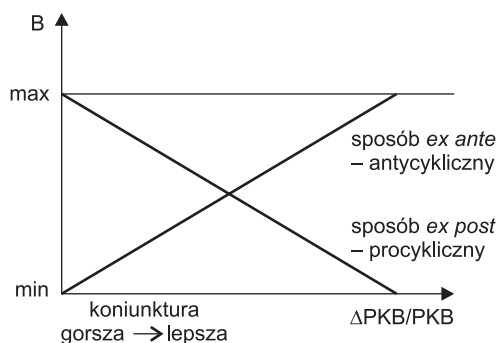 B
max
sposób ex ante
– antycykliczny
sposób ex post
– procykliczny
min
koniunktura
gorsza → lepsza
ΔPKB/PKB